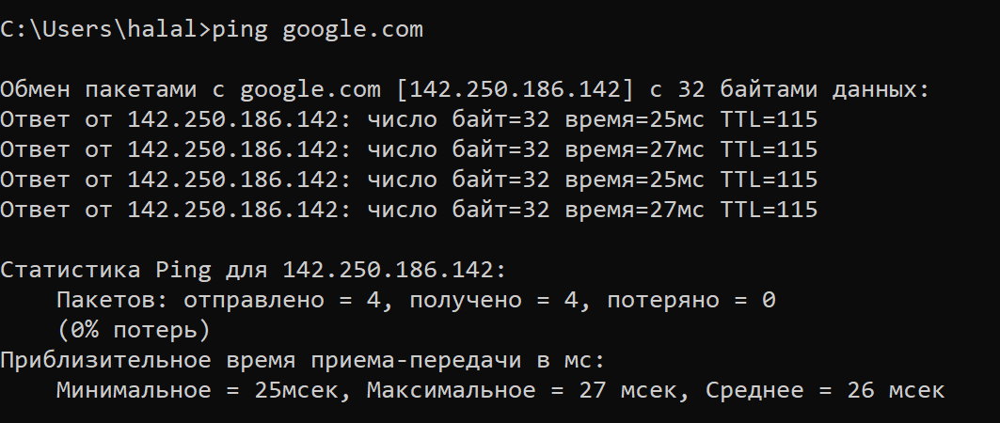 C:\Users\halal>ping google.com
Обмен пакетами с google.com [142.250.186.142] с 32 байтами данных:
Ответ от 142.250.186.142: число байт=32 время=25мс TTL=115
Ответ от 142.250.186.142: число байт=32 время=27мс TTL=115
Ответ от 142.250.186.142: число байт=32 время=25мс TTL=115
Ответ от 142.250.186.142: число байт=32 время=27мс TTL=115
Статистика Ping для 142.250.186.142:
Пакетов: отправлено = 4, получено = 4, потеряно = 0
(0% потерь)
Приблизительное время приема-передачи в мс:
Минимальное = 25мсек, Максимальное = 27 мсек, Среднее = 26 мсек